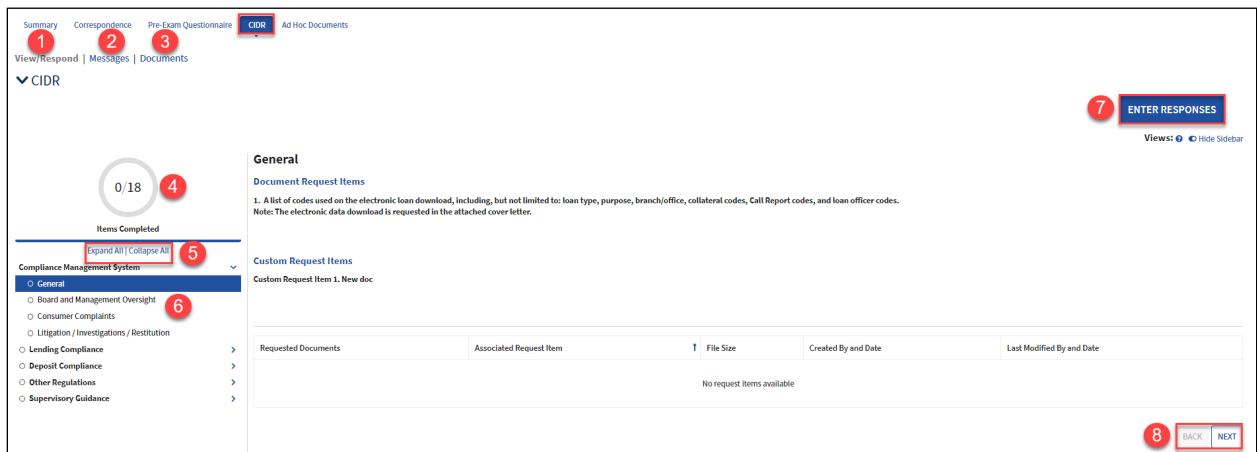 Summary Correspondence Pre-Exam Questionnaire CIDR Ad Hoc Documents
1 2 3
View/Respond | Messages | Documents
CIDR
7 ENTER RESPONSES
Views: ? Hide Sidebar
0/18 4
Items Completed
Expand All | Collapse All 5
Compliance Management System
General
Board and Management Oversight
6
Consumer Complaints
Litigation / Investigations / Restitution
Lending Compliance
Deposit Compliance
Other Regulations
Supervisory Guidance
General
Document Request Items
1. A list of codes used on the electronic loan download, including, but not limited to: loan type, purpose, branch/office, collateral codes, Call Report codes, and loan officer codes.
Note: The electronic data download is requested in the attached cover letter.
Custom Request Items
Custom Request Item 1. New doc
Requested Documents Associated Request Item File Size Created By and Date Last Modified By and Date
No request items available
8 BACK NEXT